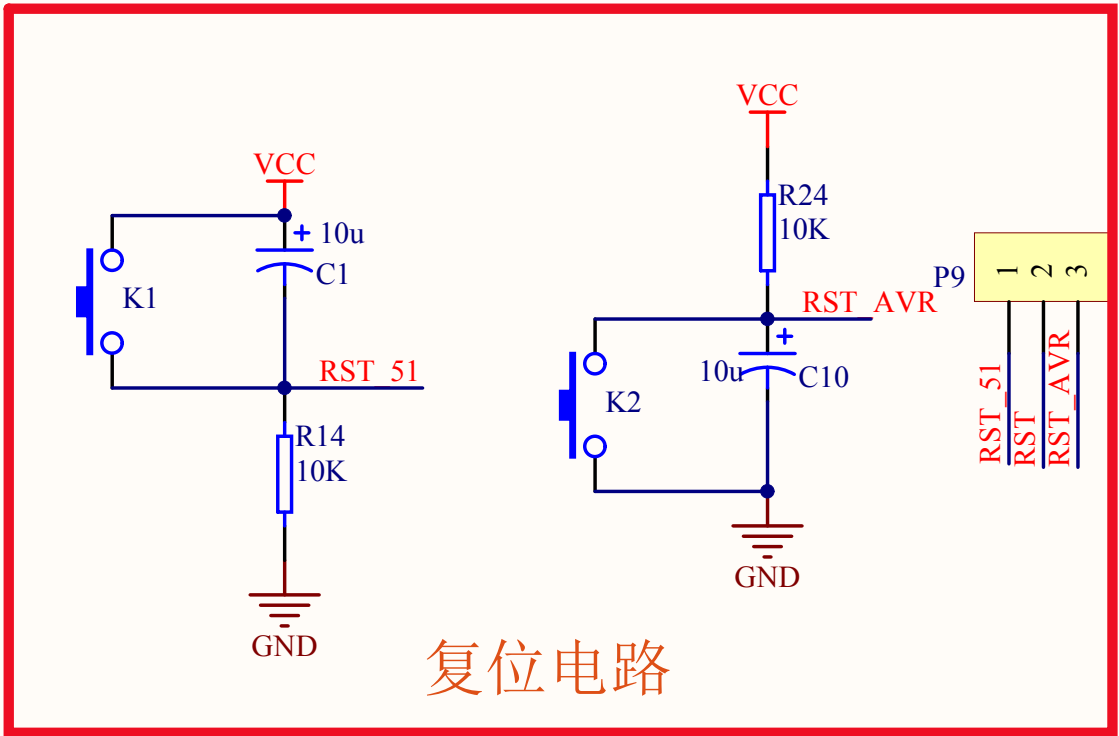 VCC
+ 10u
C1
K1
RST_51
R14
10K
GND
VCC
R24
10K
RST_AVR
+
10u
C10
K2
GND
P9
1
2
3
RST_51
RST
RST_AVR
复位电路